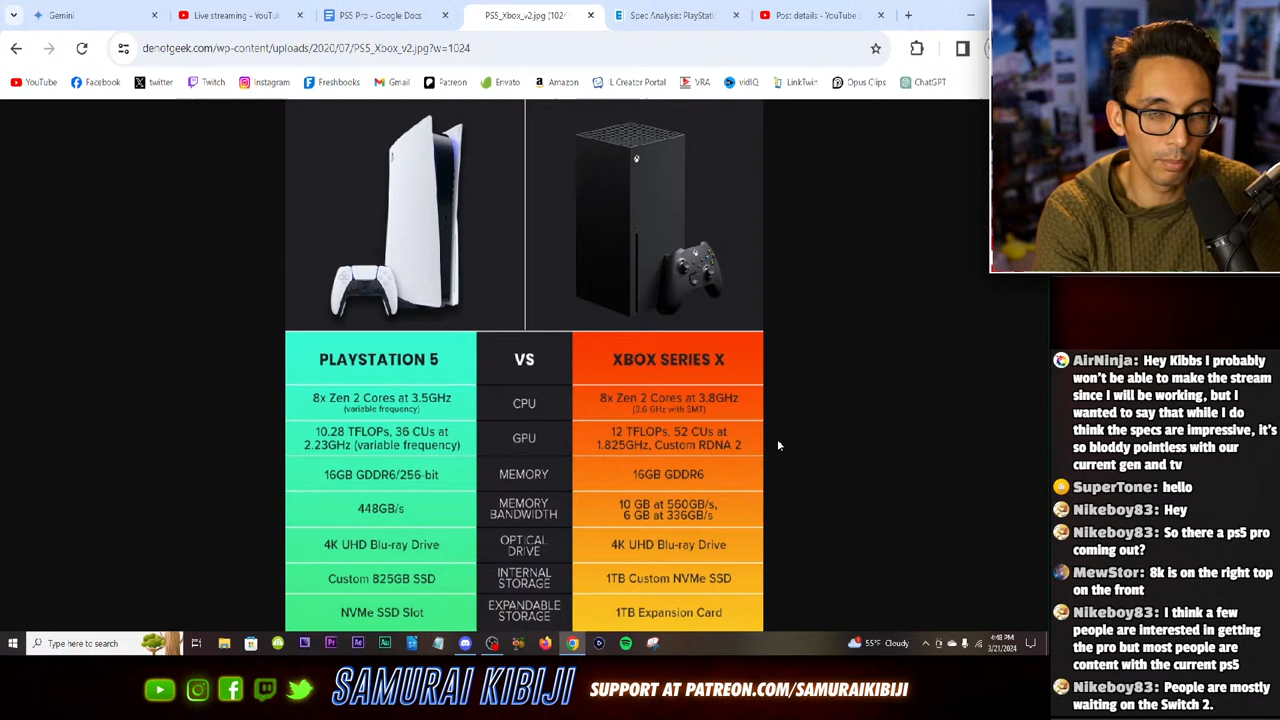 Gemini
Live streaming - YouTu
PS5 Pro - Google Docs
PS5_Xbox_v2.jpg (102
Spec Analysis: PlayStati
Post details - YouTube S
denofgeek.com/wp-content/uploads/2020/07/PS5_Xbox_v2.jpg?w=1024
YouTube Facebook twitter Twitch Instagram Freshbooks Gmail Patreon Envato Amazon L Creator Portal VRA vidIQ LinkTwin Opus Clips ChatGPT
PLAYSTATION 5 VS XBOX SERIES X
8x Zen 2 Cores at 3.5GHz
(variable frequency)
CPU
8x Zen 2 Cores at 3.8GHz
(3.6 GHz with SMT)
10.28 TFLOPs, 36 CUs at
2.23GHz (variable frequency)
GPU
12 TFLOPs, 52 CUs at
1.825GHz, Custom RDNA 2
16GB GDDR6/256-bit
MEMORY
16GB GDDR6
448GB/s
MEMORY
BANDWIDTH
10 GB at 560GB/s,
6 GB at 336GB/s
4K UHD Blu-ray Drive
OPTICAL
DRIVE
4K UHD Blu-ray Drive
Custom 825GB SSD
INTERNAL
STORAGE
1TB Custom NVMe SSD
NVMe SSD Slot
EXPANDABLE
STORAGE
1TB Expansion Card
AirNinja: Hey Kibbs I probably
won't be able to make the stream
since I will be working, but I
wanted to say that while I do
think the specs are impressive, it's
so bloddy pointless with our
current gen and tv
SuperTone: hello
Nikeboy83: Hey
Nikeboy83: So there a ps5 pro
coming out?
MewStor: 8k is on the right top
on the front
Nikeboy83: I think a few
people are interested in getting
the pro but most people are
content with the current ps5
Nikeboy83: People are mostly
waiting on the Switch 2.
Type here to search
55°F Cloudy
4:48 PM
3/21/2024
SAMURAI KIBIJI
SUPPORT AT PATREON.COM/SAMURAIKIBIJI